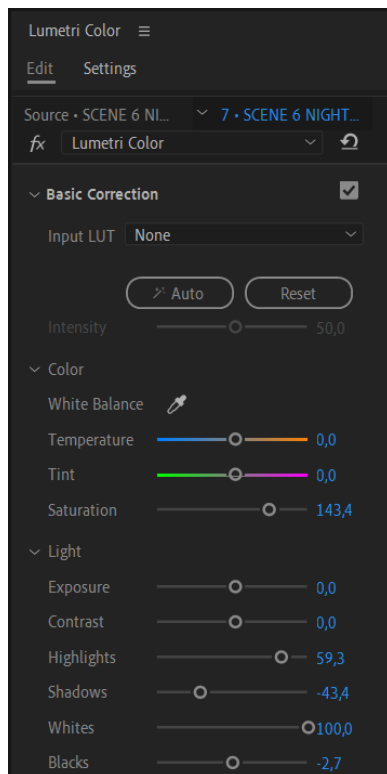 Lumetri Color
Edit Settings
Source • SCENE 6 NI... 7 • SCENE 6 NIGHT...
fx Lumetri Color
Basic Correction
Input LUT None
Auto Reset
Intensity 50,0
Color
White Balance
Temperature 0,0
Tint 0,0
Saturation 143,4
Light
Exposure 0,0
Contrast 0,0
Highlights 59,3
Shadows -43,4
Whites 100,0
Blacks -2,7